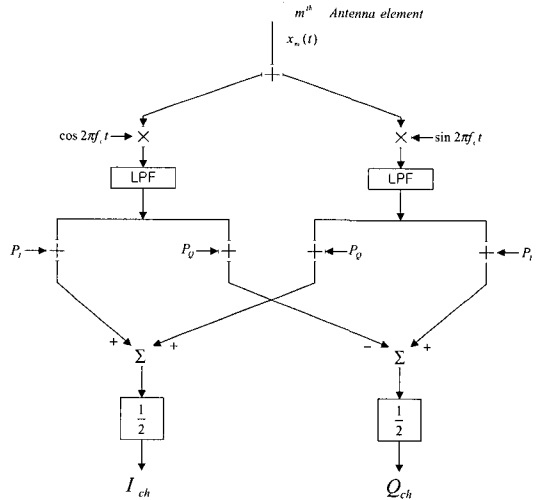 m^th Antenna element
x_m(t)
cos 2πf_c t
×
×
sin 2πf_c t
LPF
LPF
P_I
P_Q
P_Q
P_I
+ Σ +
− Σ +
1/2
1/2
I_ch
Q_ch